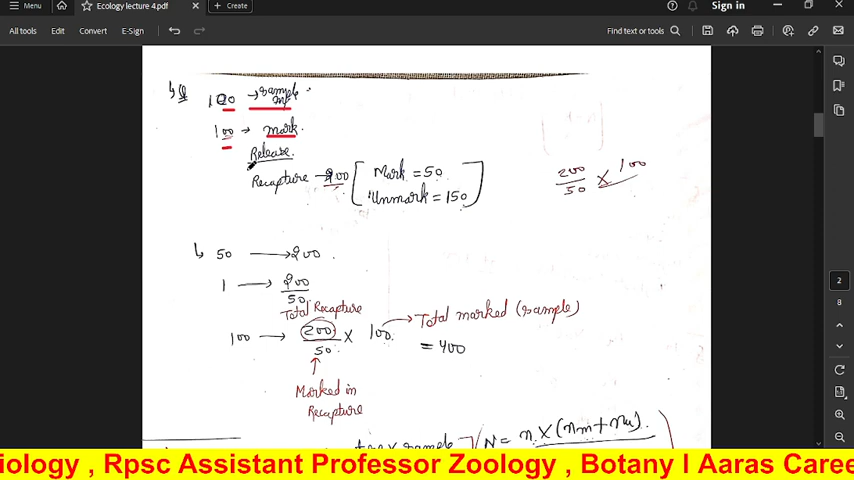 Menu
Ecology lecture 4.pdf
Create
Sign in
All tools Edit Convert E-Sign
Find text or tools
100 → sample
100 → mark.
Release.
Recapture → 200 [ Mark = 50
Unmark = 150 ]
200/50 × 100
50 → 200
1 → 200/50
Total Recapture
100 → 200/50 × 100 → Total marked (sample)
= 400
Marked in
Recapture
N = n × (nm + nu)
2
8
iology , Rpsc Assistant Professor Zoology , Botany I Aaras Caree